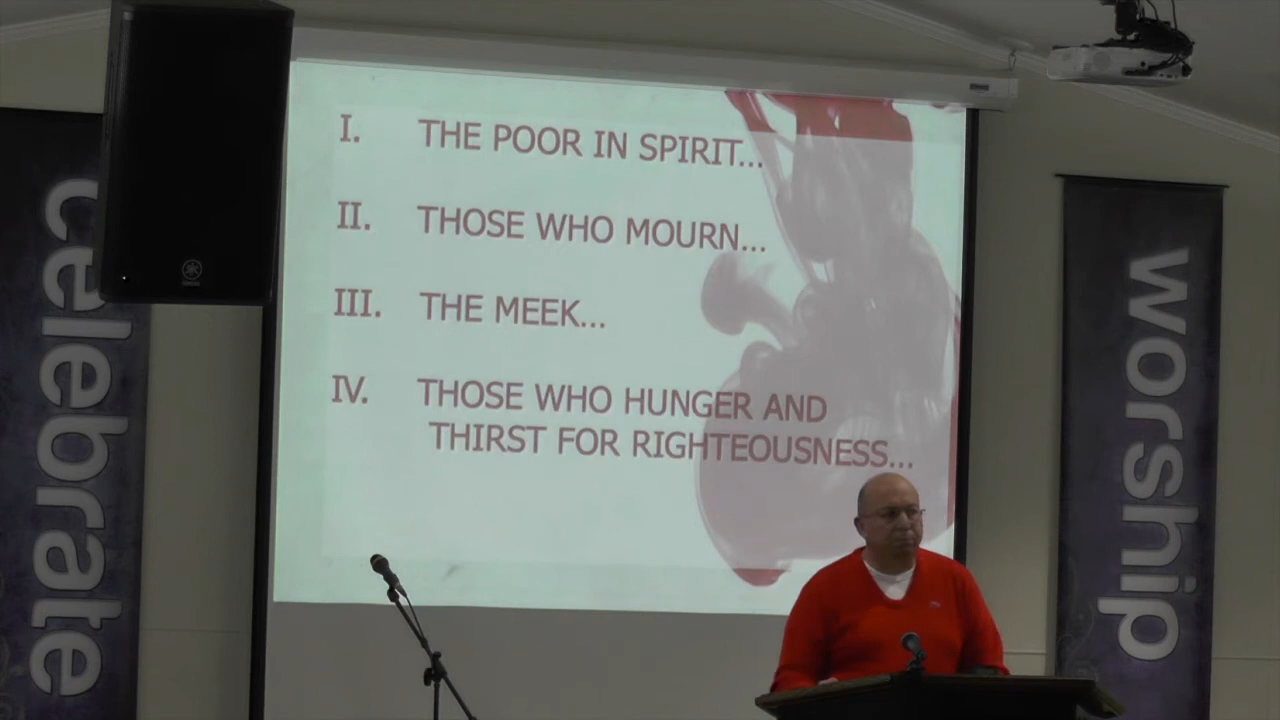 I. THE POOR IN SPIRIT...
II. THOSE WHO MOURN...
III. THE MEEK...
IV. THOSE WHO HUNGER AND
THIRST FOR RIGHTEOUSNESS...
celebrate
worship